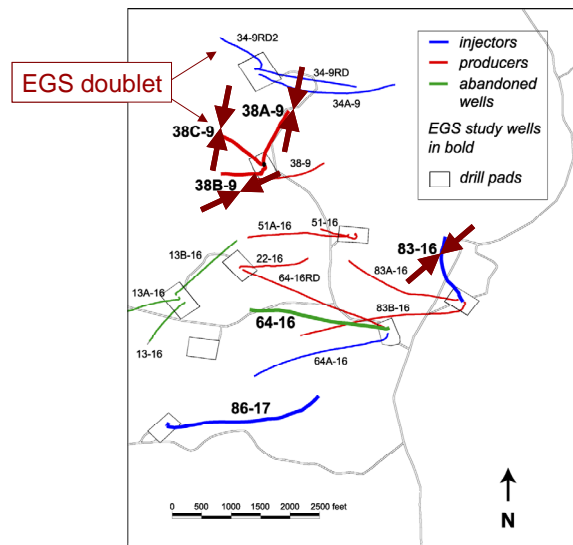 34-9RD2
EGS doublet
34-9RD
34A-9
38A-9
38C-9
38-9
38B-9
51A-16
51-16
13B-16
22-16
64-16RD
83-16
83A-16
13A-16
83B-16
64-16
13-16
64A-16
86-17
injectors
producers
abandoned
wells
EGS study wells
in bold
drill pads
0 500 1000 1500 2000 2500 feet
N